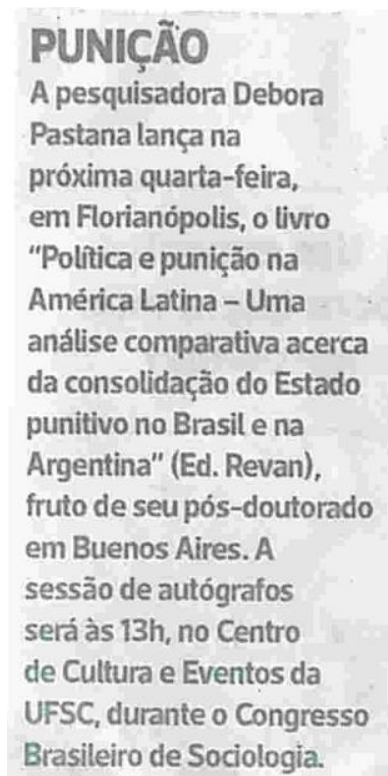 PUNIÇÃO
A pesquisadora Debora
Pastana lança na
próxima quarta-feira,
em Florianópolis, o livro
“Política e punição na
América Latina – Uma
análise comparativa acerca
da consolidação do Estado
punitivo no Brasil e na
Argentina” (Ed. Revan),
fruto de seu pós-doutorado
em Buenos Aires. A
sessão de autógrafos
será às 13h, no Centro
de Cultura e Eventos da
UFSC, durante o Congresso
Brasileiro de Sociologia.